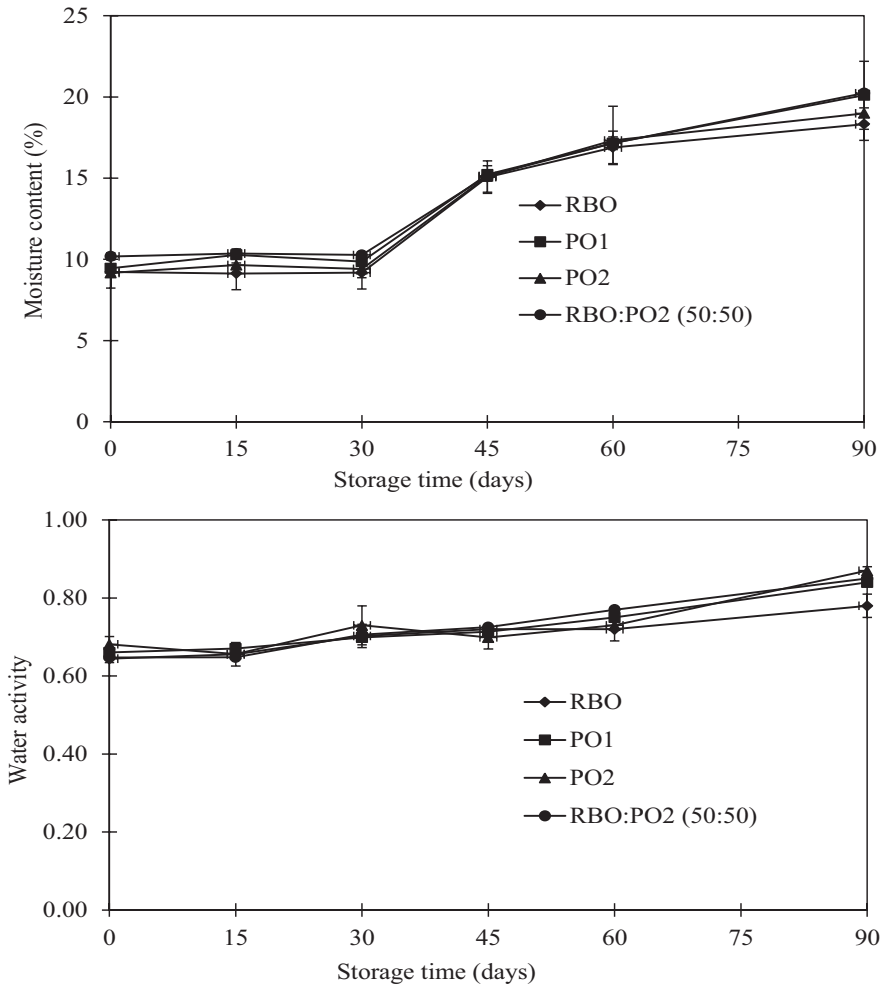 25
20
15
10
5
0
Moisture content (%)
RBO
PO1
PO2
RBO:PO2 (50:50)
0 15 30 45 60 75 90
Storage time (days)
1.00
0.80
0.60
0.40
0.20
0.00
Water activity
RBO
PO1
PO2
RBO:PO2 (50:50)
0 15 30 45 60 75 90
Storage time (days)